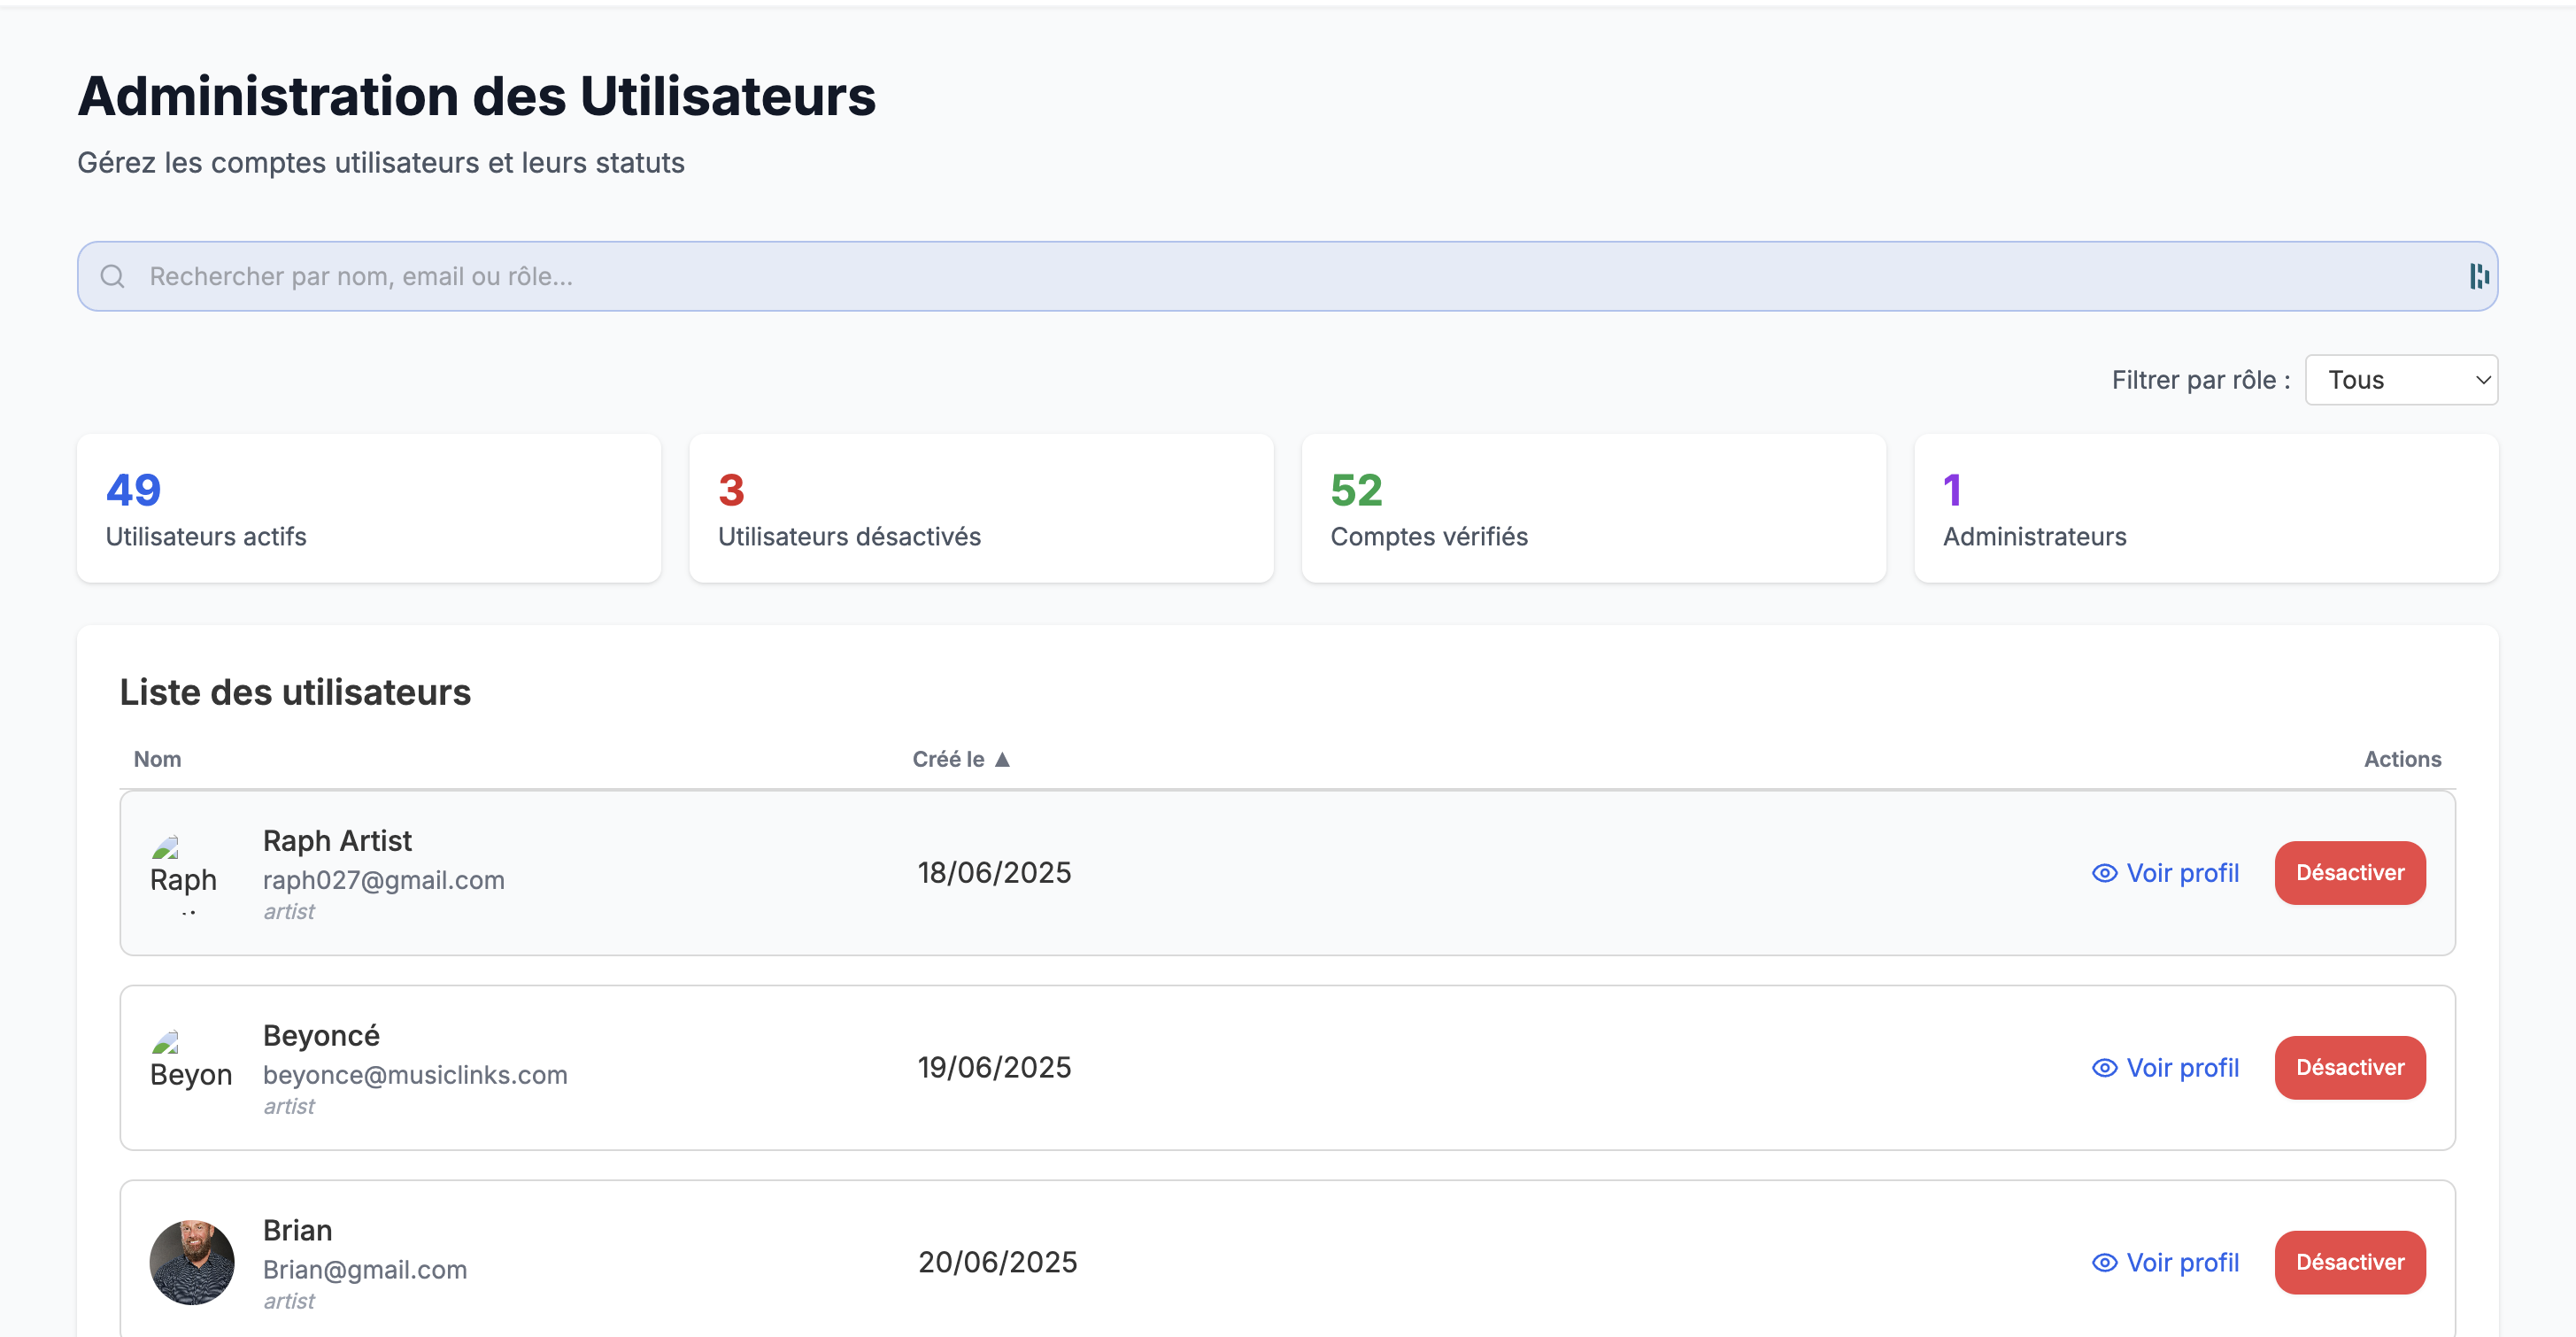 Administration des Utilisateurs
Gérez les comptes utilisateurs et leurs statuts
Rechercher par nom, email ou rôle...
Filtrer par rôle : Tous
49
Utilisateurs actifs
3
Utilisateurs désactivés
52
Comptes vérifiés
1
Administrateurs
Liste des utilisateurs
Nom Créé le ▲ Actions
Raph
Raph Artist
raph027@gmail.com
artist
18/06/2025
Voir profil
Désactiver
Beyon
Beyoncé
beyonce@musiclinks.com
artist
19/06/2025
Voir profil
Désactiver
Brian
Brian@gmail.com
artist
20/06/2025
Voir profil
Désactiver